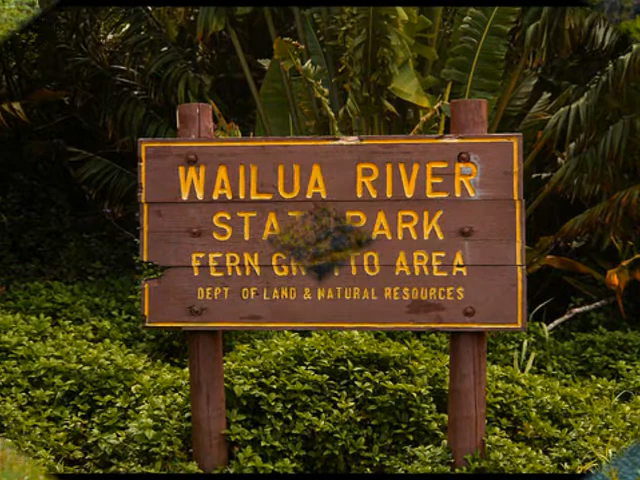 WAILUA RIVER
PARK
FERN AREA
DEPT OF LAND & NATURAL RESOURCES